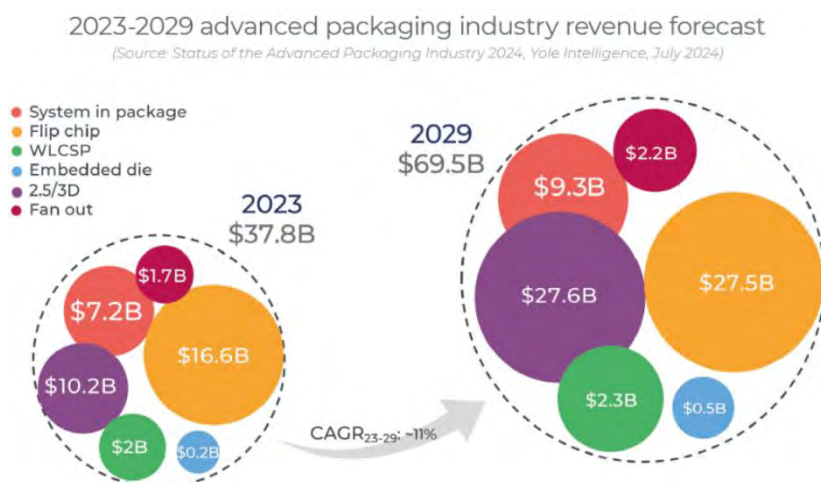 2023-2029 advanced packaging industry revenue forecast
(Source: Status of the Advanced Packaging Industry 2024, Yole Intelligence, July 2024)
System in package
Flip chip
WLCSP
Embedded die
2.5/3D
Fan out
2023
$37.8B
$1.7B
$7.2B
$16.6B
$10.2B
$2B
$0.2B
CAGR23-29: ~11%
2029
$69.5B
$2.2B
$9.3B
$27.6B
$27.5B
$2.3B
$0.5B